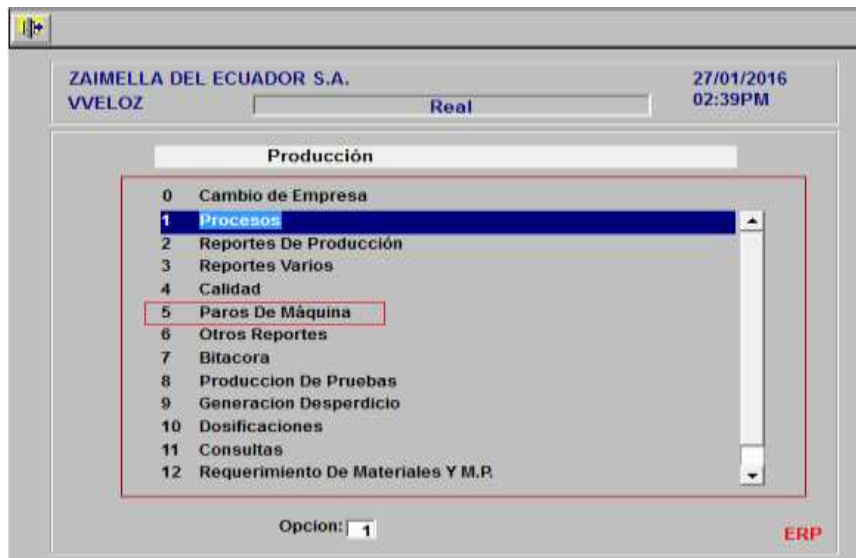 ZAIMELLA DEL ECUADOR S.A. 27/01/2016
VVELOZ Real 02:39PM
Producción
0 Cambio de Empresa
1 Procesos
2 Reportes De Producción
3 Reportes Varios
4 Calidad
5 Paros De Máquina
6 Otros Reportes
7 Bitacora
8 Produccion De Pruebas
9 Generacion Desperdicio
10 Dosificaciones
11 Consultas
12 Requerimiento De Materiales Y M.P.
Opcion: 1
ERP